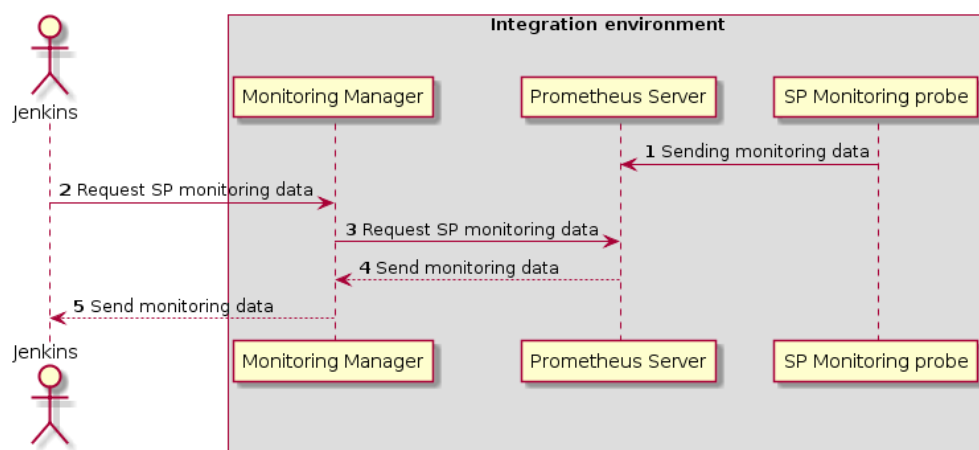 Integration environment
Jenkins
Monitoring Manager
Prometheus Server
SP Monitoring probe
1 Sending monitoring data
2 Request SP monitoring data
3 Request SP monitoring data
4 Send monitoring data
5 Send monitoring data
Jenkins
Monitoring Manager
Prometheus Server
SP Monitoring probe